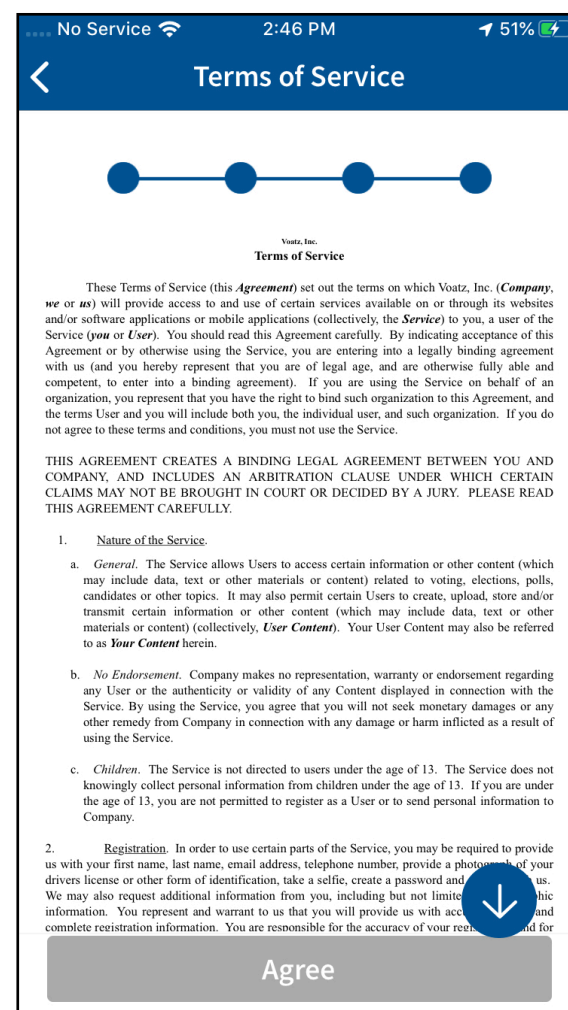 No Service 2:46 PM 51%
Terms of Service
Voatz, Inc.
Terms of Service
These Terms of Service (this Agreement) set out the terms on which Voatz, Inc. (Company,
we or us) will provide access to and use of certain services available on or through its websites
and/or software applications or mobile applications (collectively, the Service) to you, a user of the
Service (you or User). You should read this Agreement carefully. By indicating acceptance of this
Agreement or by otherwise using the Service, you are entering into a legally binding agreement
with us (and you hereby represent that you are of legal age, and are otherwise fully able and
competent, to enter into a binding agreement). If you are using the Service on behalf of an
organization, you represent that you have the right to bind such organization to this Agreement, and
the terms User and you will include both you, the individual user, and such organization. If you do
not agree to these terms and conditions, you must not use the Service.
THIS AGREEMENT CREATES A BINDING LEGAL AGREEMENT BETWEEN YOU AND
COMPANY, AND INCLUDES AN ARBITRATION CLAUSE UNDER WHICH CERTAIN
CLAIMS MAY NOT BE BROUGHT IN COURT OR DECIDED BY A JURY. PLEASE READ
THIS AGREEMENT CAREFULLY.
1. Nature of the Service.
a. General. The Service allows Users to access certain information or other content (which
may include data, text or other materials or content) related to voting, elections, polls,
candidates or other topics. It may also permit certain Users to create, upload, store and/or
transmit certain information or other content (which may include data, text or other
materials or content) (collectively, User Content). Your User Content may also be referred
to as Your Content herein.
b. No Endorsement. Company makes no representation, warranty or endorsement regarding
any User or the authenticity or validity of any Content displayed in connection with the
Service. By using the Service, you agree that you will not seek monetary damages or any
other remedy from Company in connection with any damage or harm inflicted as a result of
using the Service.
c. Children. The Service is not directed to users under the age of 13. The Service does not
knowingly collect personal information from children under the age of 13. If you are under
the age of 13, you are not permitted to register as a User or to send personal information to
Company.
2. Registration. In order to use certain parts of the Service, you may be required to provide
us with your first name, last name, email address, telephone number, provide a photograph of your
drivers license or other form of identification, take a selfie, create a password and us.
We may also request additional information from you, including but not limite hic
information. You represent and warrant to us that you will provide us with acc and
complete registration information. You are responsible for the accuracy of your regi d for
Agree